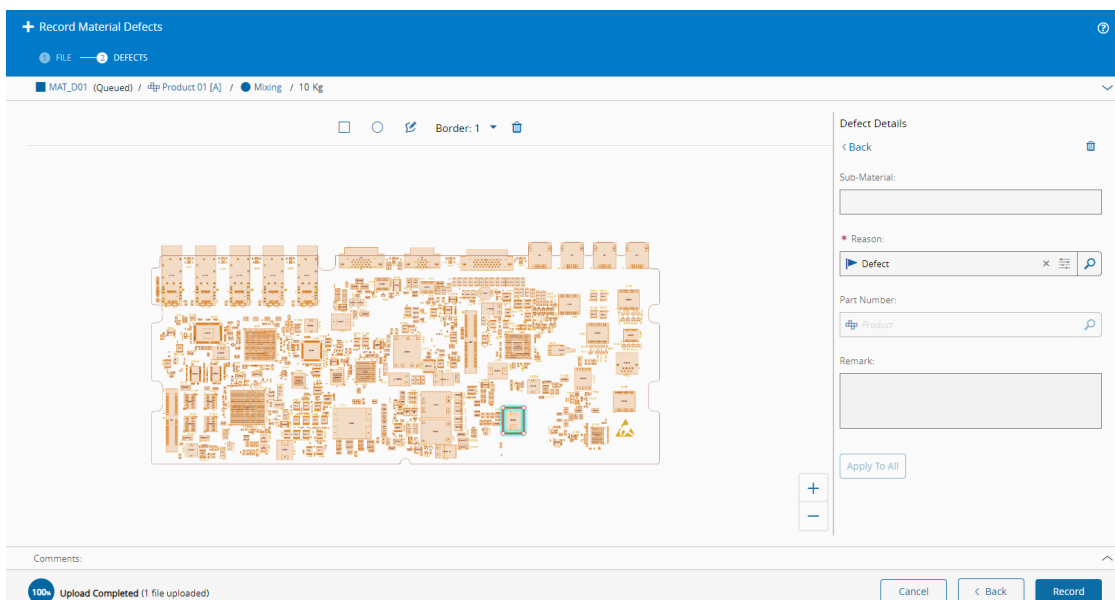 Record Material Defects
1 FILE 2 DEFECTS
MAT_D01 (Queued) / Product 01 [A] / Mixing / 10 Kg
Border: 1
Defect Details
< Back
Sub-Material:
* Reason:
Defect
Part Number:
Product
Remark:
Apply To All
Comments:
100% Upload Completed (1 file uploaded)
Cancel
< Back
Record